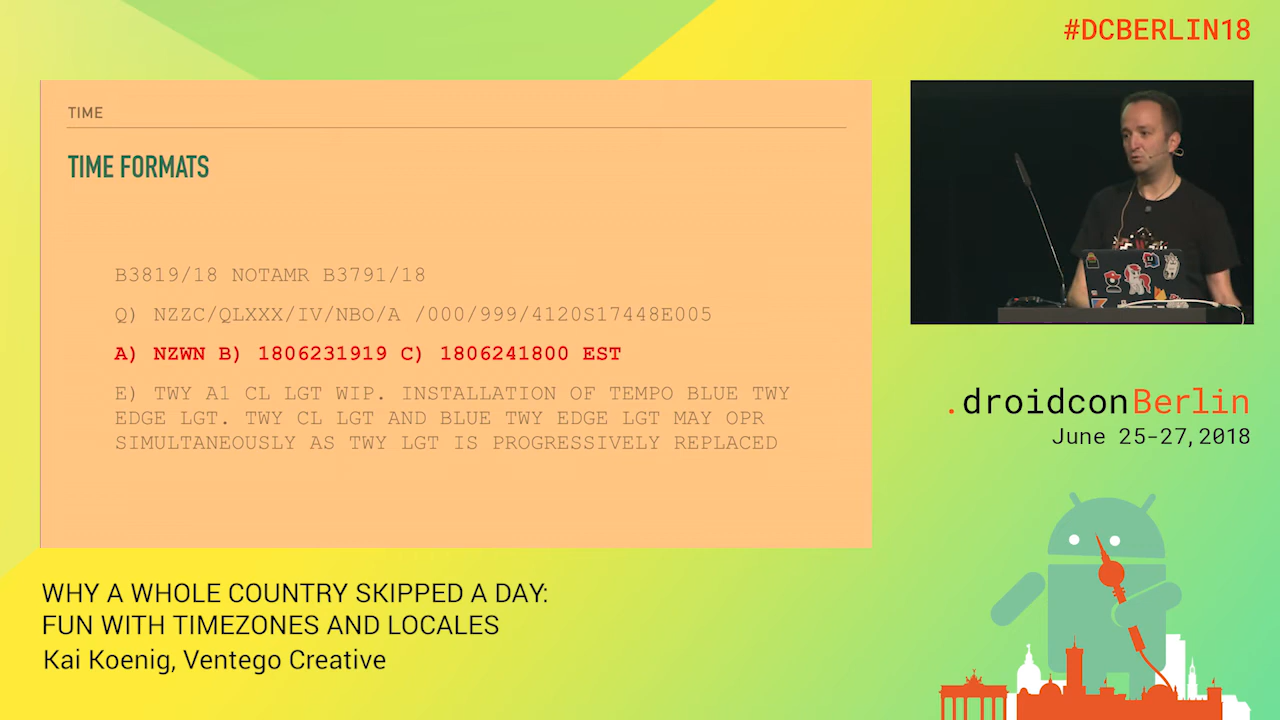 #DCBERLIN18
TIME
TIME FORMATS
B3819/18 NOTAMR B3791/18
Q) NZZC/QLXXX/IV/NBO/A /000/999/4120S17448E005
A) NZWN B) 1806231919 C) 1806241800 EST
E) TWY A1 CL LGT WIP. INSTALLATION OF TEMPO BLUE TWY
EDGE LGT. TWY CL LGT AND BLUE TWY EDGE LGT MAY OPR
SIMULTANEOUSLY AS TWY LGT IS PROGRESSIVELY REPLACED
.droidconBerlin
June 25-27,2018
WHY A WHOLE COUNTRY SKIPPED A DAY:
FUN WITH TIMEZONES AND LOCALES
Kai Koenig, Ventego Creative